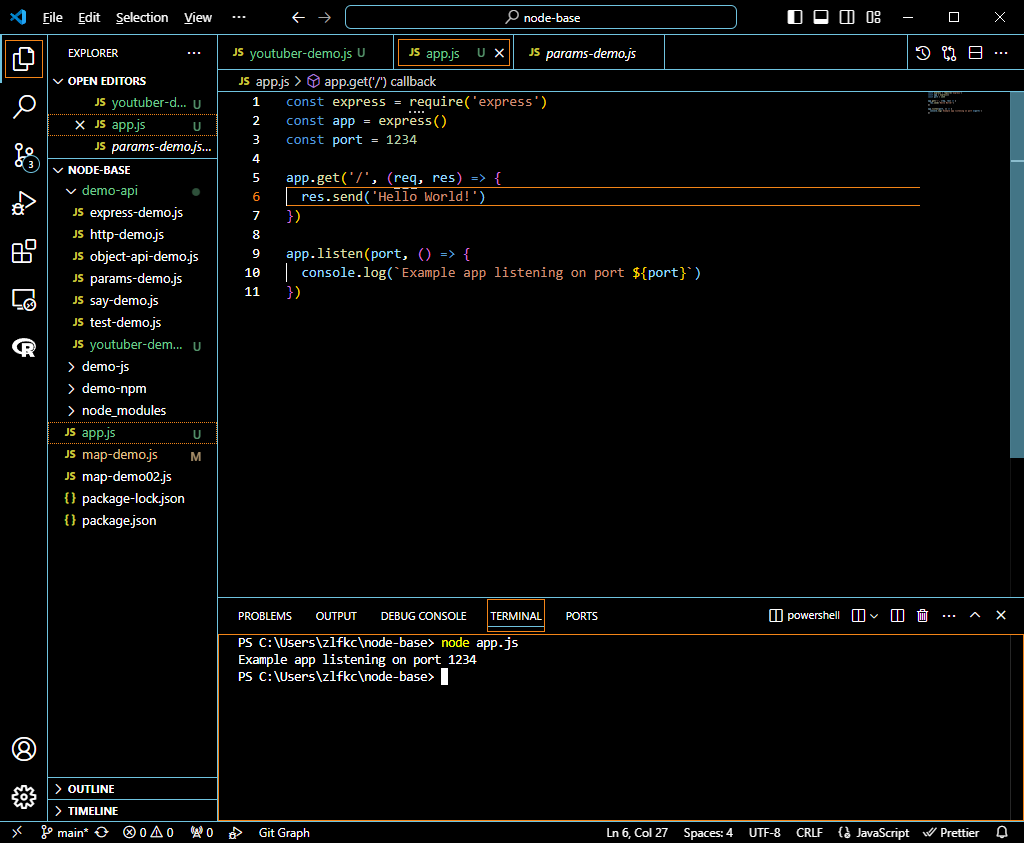 File Edit Selection View ··· node-base
EXPLORER ···
OPEN EDITORS
JS youtuber-d... U
JS app.js U
JS params-demo.js...
NODE-BASE
demo-api
JS express-demo.js
JS http-demo.js
JS object-api-demo.js
JS params-demo.js
JS say-demo.js
JS test-demo.js
JS youtuber-dem... U
demo-js
demo-npm
node_modules
JS app.js U
JS map-demo.js M
JS map-demo02.js
{} package-lock.json
{} package.json
OUTLINE
TIMELINE
3
JS youtuber-demo.js U JS app.js U JS params-demo.js
JS app.js > app.get('/') callback
1 const express = require('express')
2 const app = express()
3 const port = 1234
4
5 app.get('/', (req, res) => {
6 res.send('Hello World!')
7 })
8
9 app.listen(port, () => {
10 console.log(`Example app listening on port ${port}`)
11 })
PROBLEMS OUTPUT DEBUG CONSOLE TERMINAL PORTS powershell
PS C:\Users\zlfkc\node-base> node app.js
Example app listening on port 1234
PS C:\Users\zlfkc\node-base>
main* 0 0 0 Git Graph Ln 6, Col 27 Spaces: 4 UTF-8 CRLF {} JavaScript Prettier